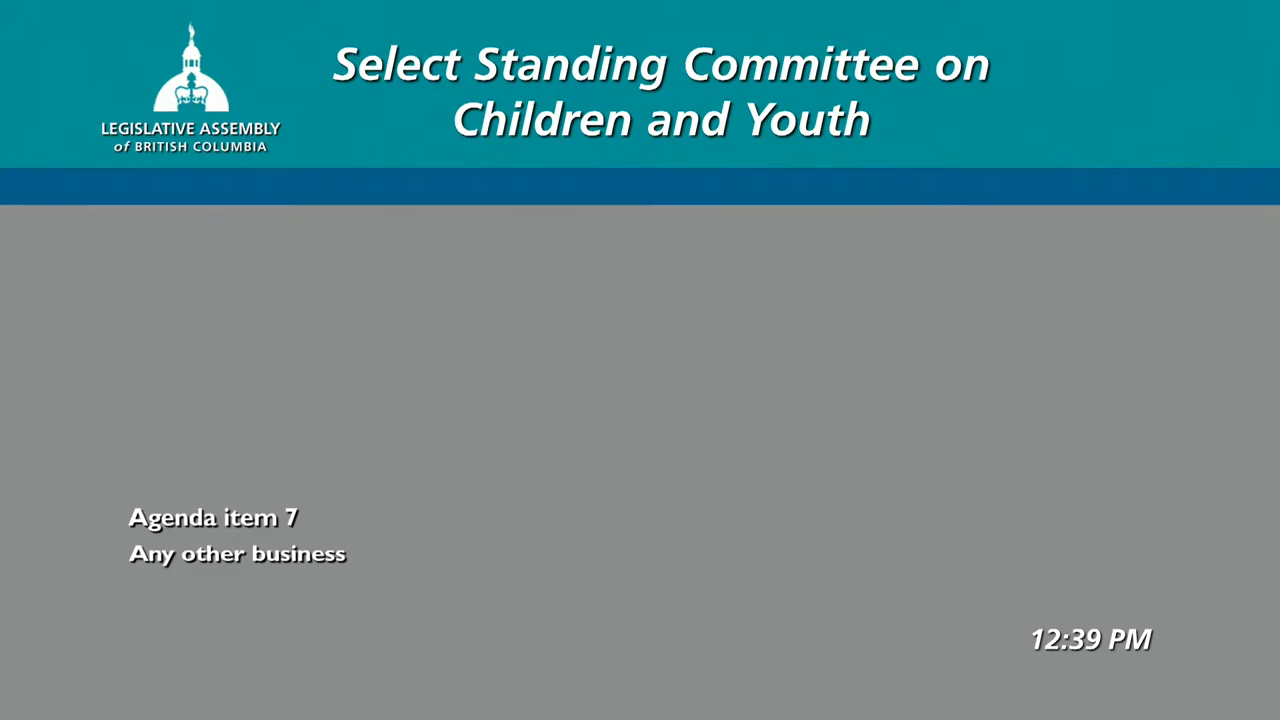 LEGISLATIVE ASSEMBLY
of BRITISH COLUMBIA
Select Standing Committee on
Children and Youth
Agenda item 7
Any other business
12:39 PM